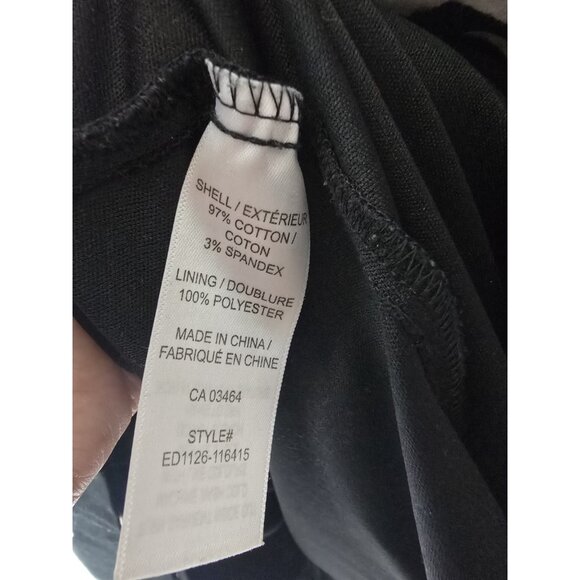 SHELL / EXTÉRIEUR
97% COTTON /
COTON
3% SPANDEX
LINING / DOUBLURE
100% POLYESTER
MADE IN CHINA /
FABRIQUÉ EN CHINE
CA 03464
STYLE#
ED1126-116415